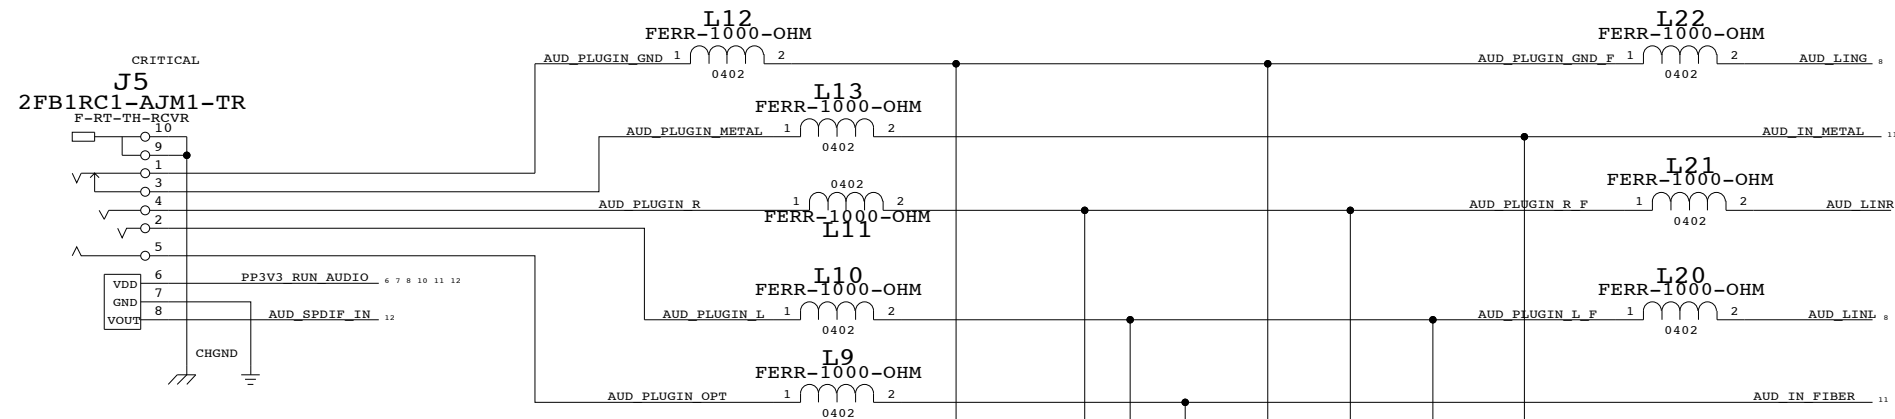 CRITICAL
J5
2FB1RC1-AJM1-TR
F-RT-TH-RCVR
10
9
1
3
4
2
5
6
7
8
VDD
GND
VOUT
PP3V3_RUN_AUDIO 6 7 8 10 11 12
AUD_SPDIF_IN 12
CHGND
L12
FERR-1000-OHM
AUD_PLUGIN_GND 1 2
0402
AUD_PLUGIN_GND_F
L22
FERR-1000-OHM
1 2
0402
AUD_LING 8
L13
FERR-1000-OHM
AUD_PLUGIN_METAL 1 2
0402
AUD_IN_METAL 11
0402
AUD_PLUGIN_R 1 2
FERR-1000-OHM
L11
AUD_PLUGIN_R_F
L21
FERR-1000-OHM
1 2
0402
AUD_LINR
L10
FERR-1000-OHM
AUD_PLUGIN_L 1 2
0402
AUD_PLUGIN_L_F
L20
FERR-1000-OHM
1 2
0402
AUD_LINL 8
L9
FERR-1000-OHM
AUD_PLUGIN_OPT 1 2
0402
AUD_IN_FIBER 11